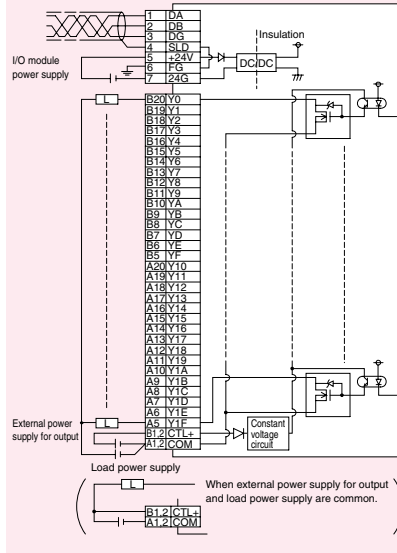 1 DA
2 DB
3 DG
4 SLD
5 +24V
6 FG
7 24G
I/O module
power supply
Insulation
DC/DC
L
B20 Y0
B19 Y1
B18 Y2
B17 Y3
B16 Y4
B15 Y5
B14 Y6
B13 Y7
B12 Y8
B11 Y9
B10 YA
B9 YB
B8 YC
B7 YD
B6 YE
B5 YF
A20 Y10
A19 Y11
A18 Y12
A17 Y13
A16 Y14
A15 Y15
A14 Y16
A13 Y17
A12 Y18
A11 Y19
A10 Y1A
A9 Y1B
A8 Y1C
A7 Y1D
A6 Y1E
A5 Y1F
B1,2 CTL+
A1,2 COM
External power
supply for output
L
Constant
voltage
circuit
Load power supply
L
When external power supply for output
and load power supply are common.
B1,2 CTL+
A1,2 COM